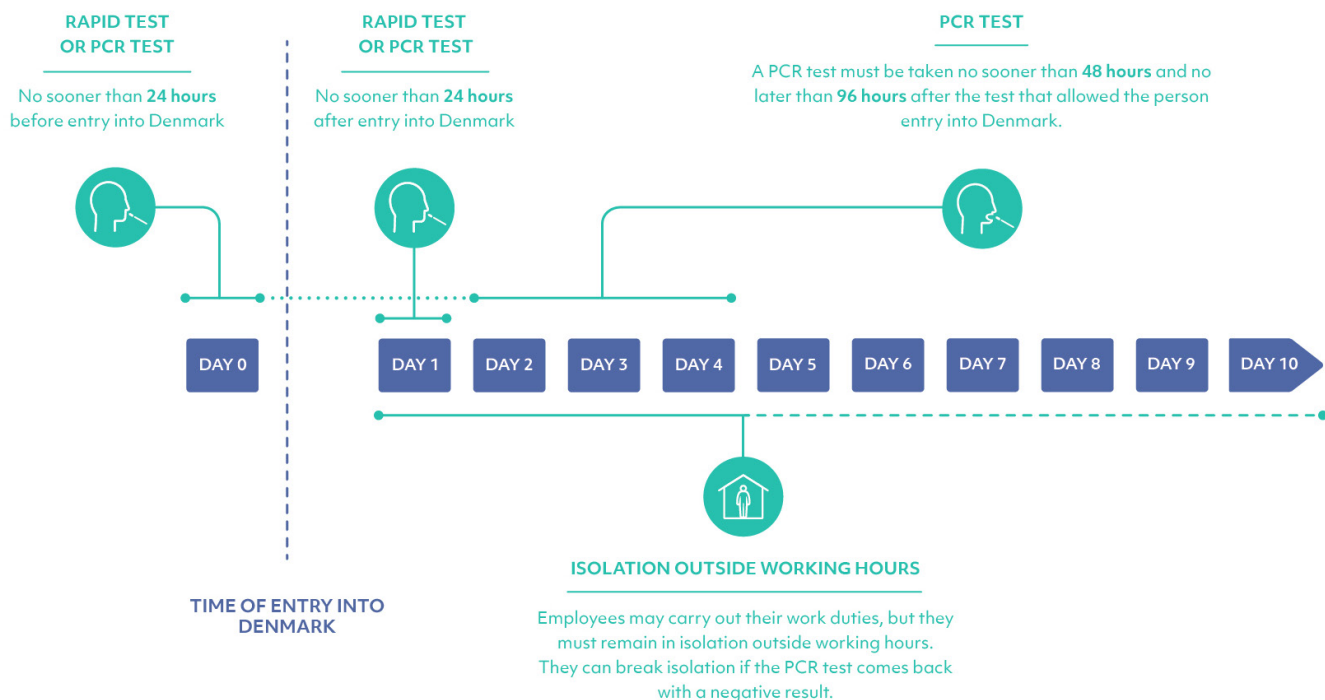 RAPID TEST
OR PCR TEST
No sooner than 24 hours
before entry into Denmark
RAPID TEST
OR PCR TEST
No sooner than 24 hours
after entry into Denmark
PCR TEST
A PCR test must be taken no sooner than 48 hours and no
later than 96 hours after the test that allowed the person
entry into Denmark.
DAY 0
DAY 1
DAY 2
DAY 3
DAY 4
DAY 5
DAY 6
DAY 7
DAY 8
DAY 9
DAY 10
TIME OF ENTRY INTO
DENMARK
ISOLATION OUTSIDE WORKING HOURS
Employees may carry out their work duties, but they
must remain in isolation outside working hours.
They can break isolation if the PCR test comes back
with a negative result.